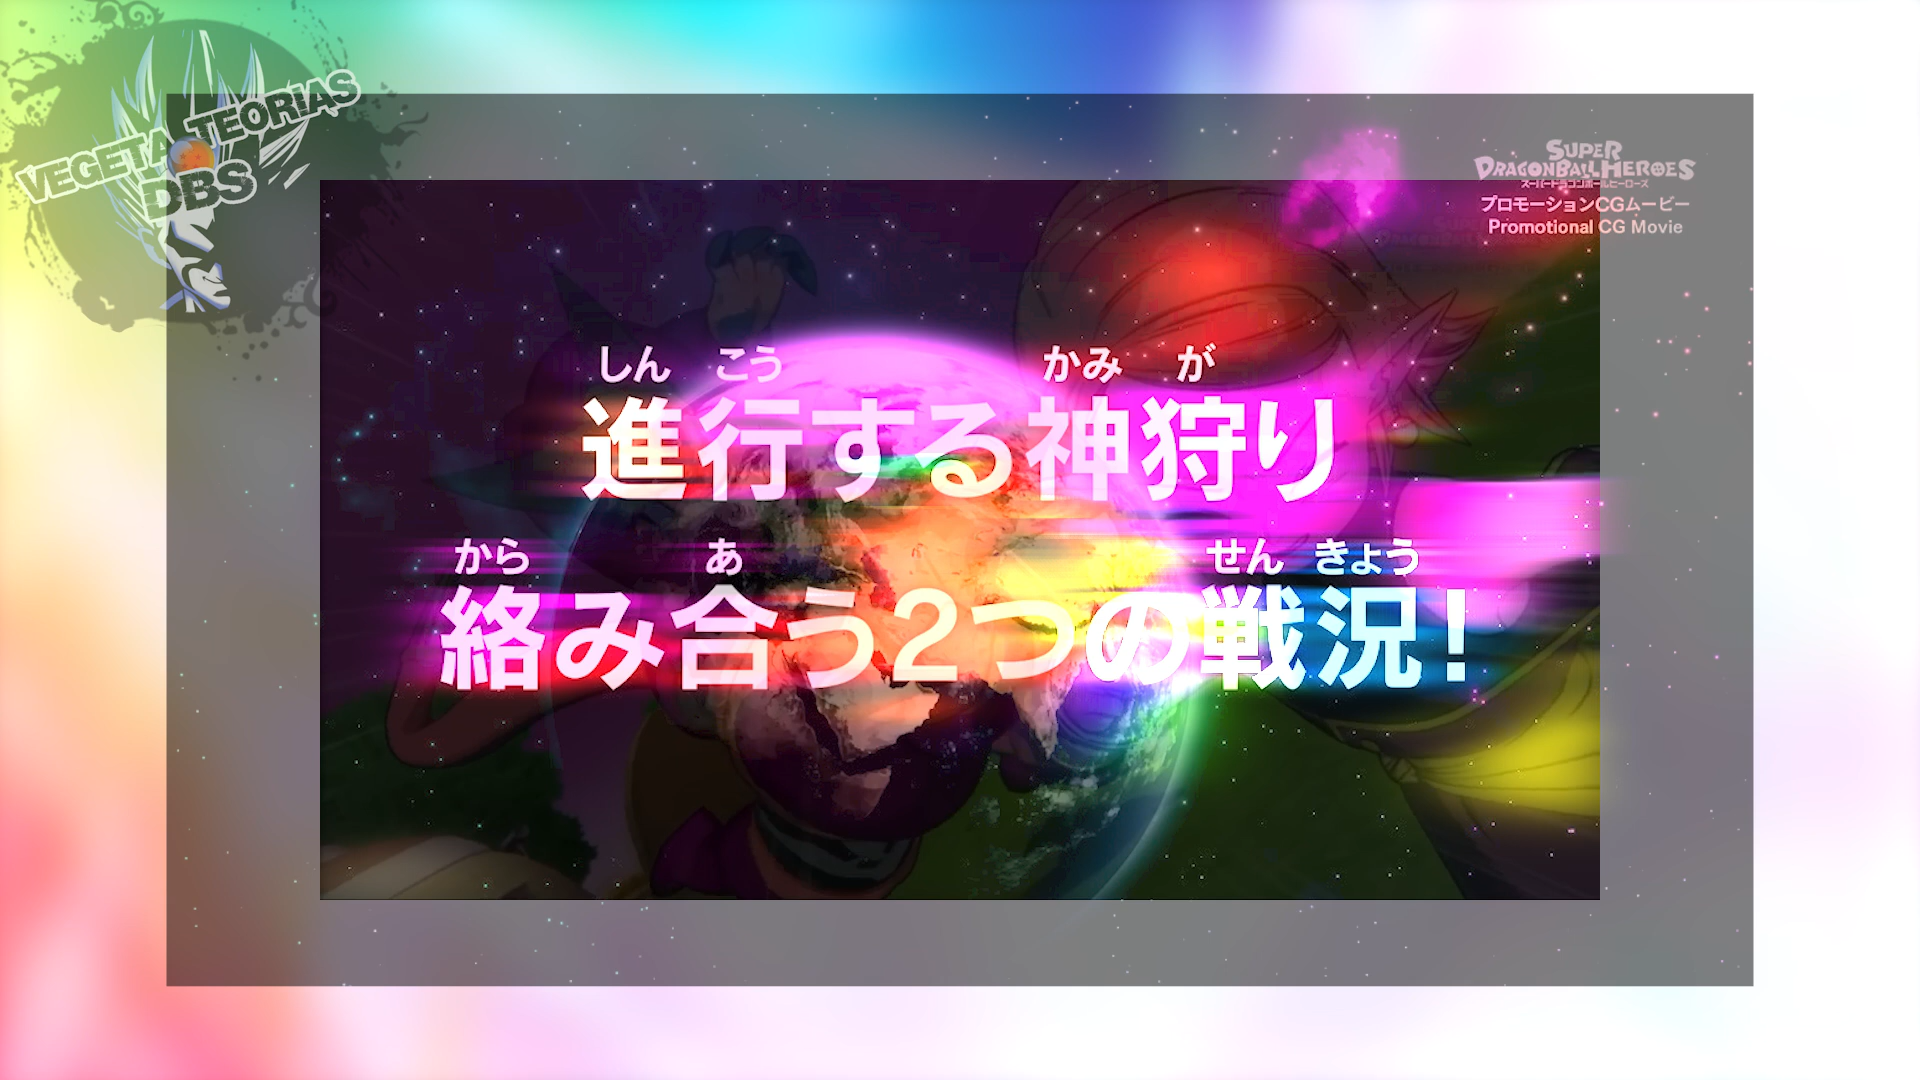 VEGETA TEORIAS
DBS
SUPER
DRAGONBALL HEROES
スーパードラゴンボールヒーローズ
プロモーションCGムービー
Promotional CG Movie
しん こう かみ が
進行する神狩り
から あ せん きょう
絡み合う2つの戦況!